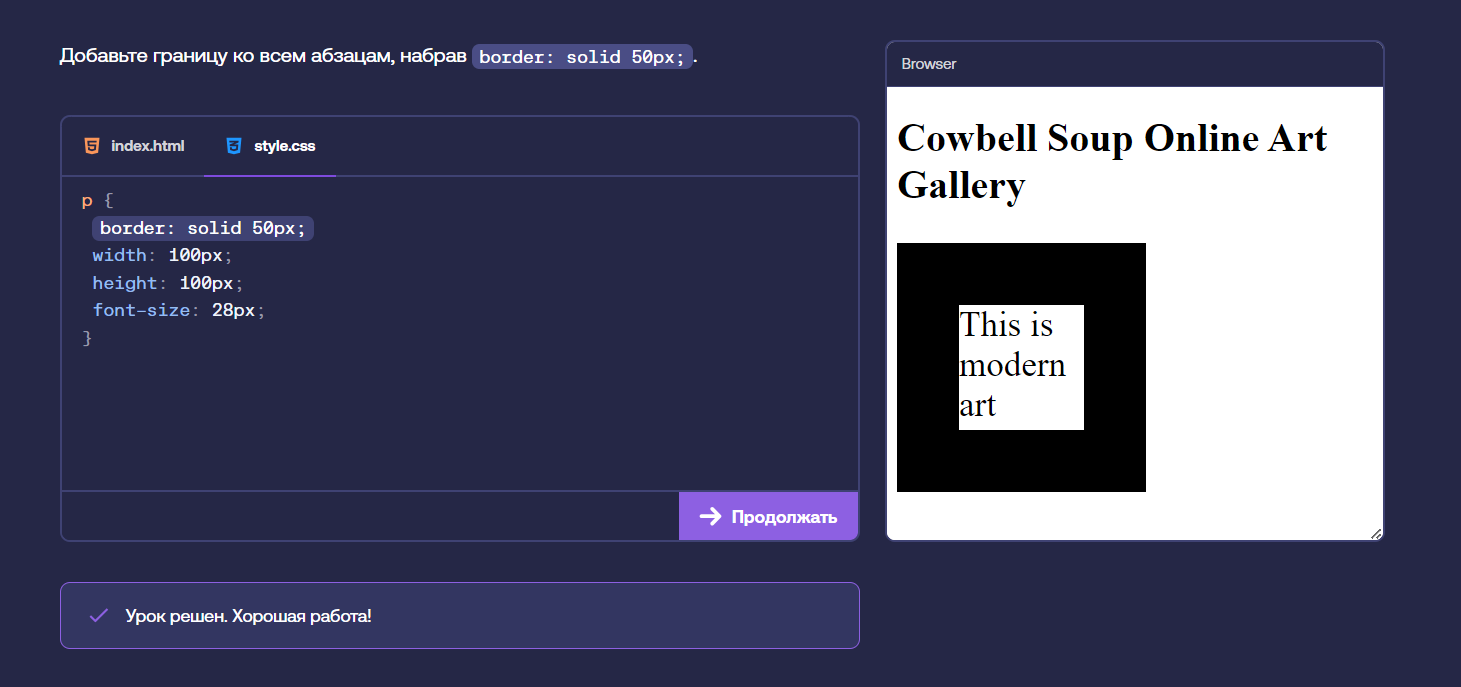 Добавьте границу ко всем абзацам, набрав border: solid 50px; .
index.html style.css
p {
border: solid 50px;
width: 100px;
height: 100px;
font-size: 28px;
}
Продолжать
Урок решен. Хорошая работа!
Browser
Cowbell Soup Online Art
Gallery
This is
modern
art